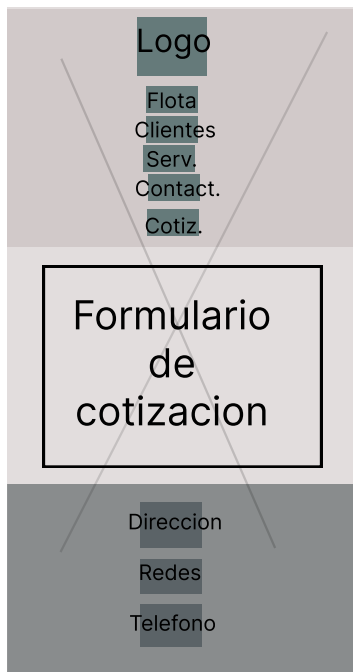 Logo
Flota
Clientes
Serv.
Contact.
Cotiz.
Formulario
de
cotizacion
Direccion
Redes
Telefono